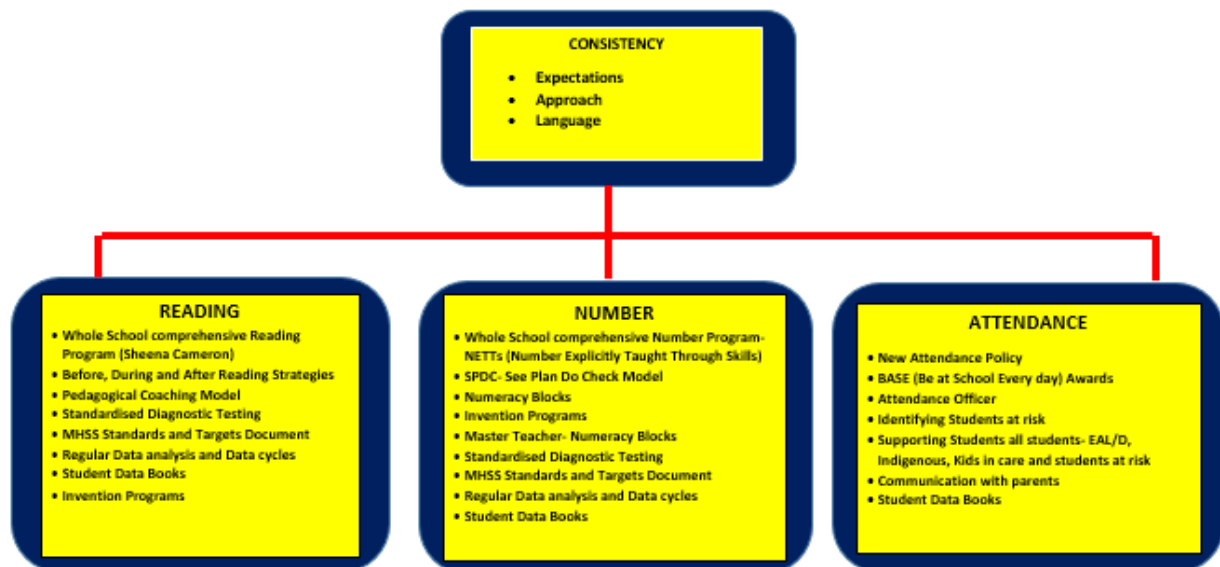 CONSISTENCY
• Expectations
• Approach
• Language
READING
• Whole School comprehensive Reading
Program (Sheena Cameron)
• Before, During and After Reading Strategies
• Pedagogical Coaching Model
• Standardised Diagnostic Testing
• MHSS Standards and Targets Document
• Regular Data analysis and Data cycles
• Student Data Books
• Invention Programs
NUMBER
• Whole School comprehensive Number Program-
NETTs (Number Explicitly Taught Through Skills)
• SPDC- See Plan Do Check Model
• Numeracy Blocks
• Invention Programs
• Master Teacher- Numeracy Blocks
• Standardised Diagnostic Testing
• MHSS Standards and Targets Document
• Regular Data analysis and Data cycles
• Student Data Books
ATTENDANCE
• New Attendance Policy
• BASE (Be at School Every day) Awards
• Attendance Officer
• Identifying Students at risk
• Supporting Students all students- EAL/D,
Indigenous, Kids in care and students at risk
• Communication with parents
• Student Data Books